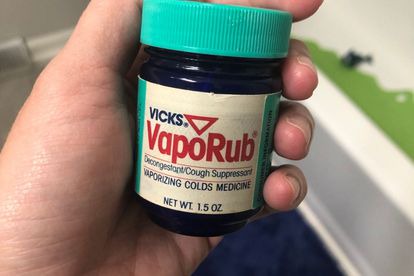 VICKS®
VapoRub®
Decongestant/Cough Suppressant
VAPORIZING COLDS MEDICINE
NET WT. 1.5 OZ.